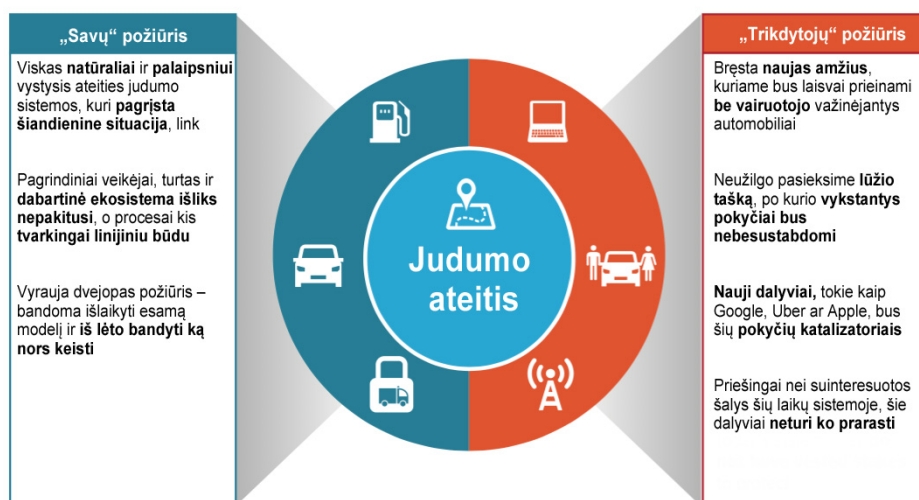 „Savų“ požiūris
Viskas natūraliai ir palaipsniui
vystysis ateities judumo
sistemos, kuri pagrįsta
šiandienine situacija, link
Pagrindiniai veikėjai, turtas ir
dabartinė ekosistema išliks
nepakitusi, o procesai kis
tvarkingai linijiniu būdu
Vyrauja dvejopas požiūris –
bandoma išlaikyti esamą
modelį ir iš lėto bandyti ką
nors keisti
Judumo
ateitis
„Trikdytojų“ požiūris
Bręsta naujas amžius,
kuriame bus laisvai prieinami
be vairuotojo važinėjantys
automobiliai
Neužilgo pasieksime lūžio
tašką, po kurio vykstantys
pokyčiai bus
nebesustabdomi
Nauji dalyviai, tokie kaip
Google, Uber ar Apple, bus
šių pokyčių katalizatoriais
Priešingai nei suinteresuotos
šalys šių laikų sistemoje, šie
dalyviai neturi ko prarasti